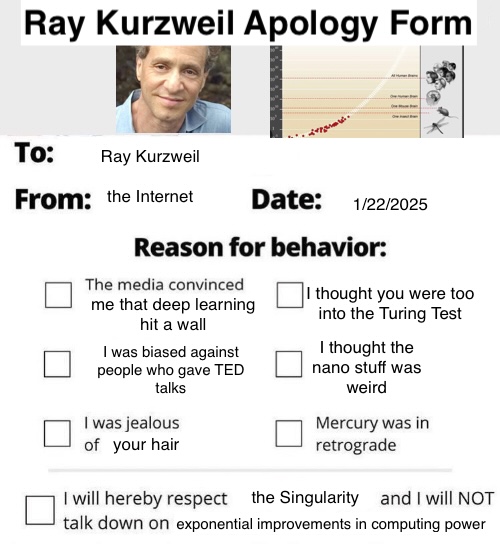 Ray Kurzweil Apology Form
All Human Brains
One Human Brain
One Mouse Brain
One Insect Brain
To: Ray Kurzweil
From: the Internet Date: 1/22/2025
Reason for behavior:
The media convinced
me that deep learning
hit a wall
I thought you were too
into the Turing Test
I was biased against
people who gave TED
talks
I thought the
nano stuff was
weird
I was jealous
of your hair
Mercury was in
retrograde
I will hereby respect the Singularity and I will NOT
talk down on exponential improvements in computing power